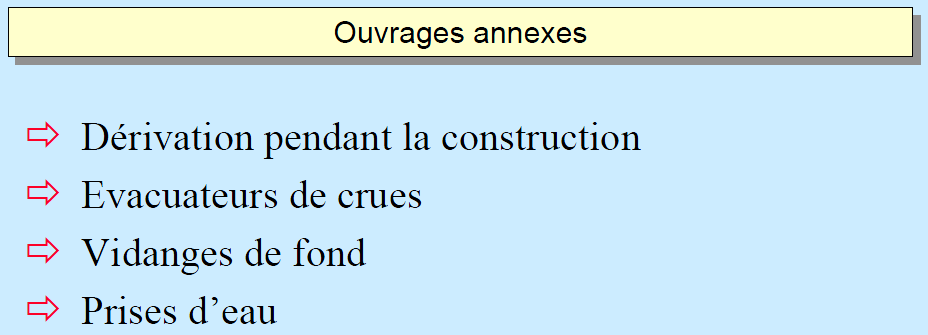 Ouvrages annexes
⇨ Dérivation pendant la construction
⇨ Evacuateurs de crues
⇨ Vidanges de fond
⇨ Prises d’eau